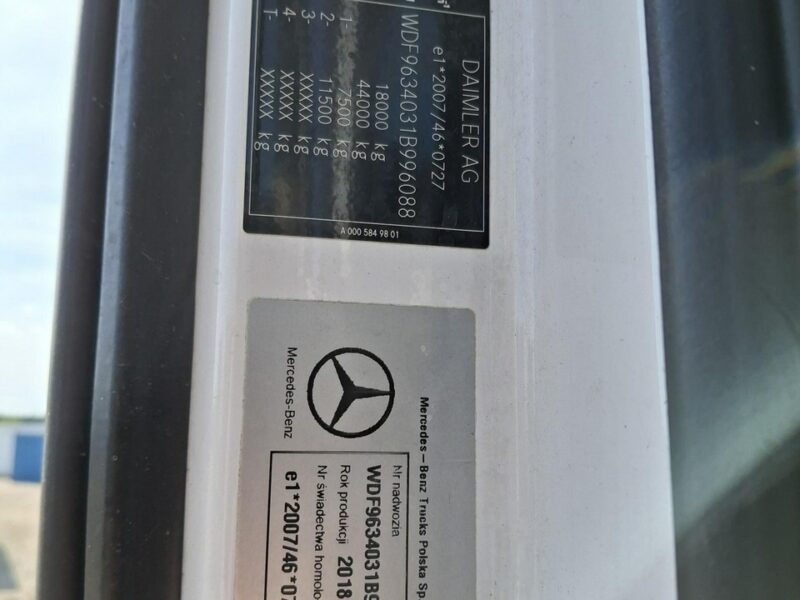 DAIMLER AG
e1*2007/46*0727
WDF9634031B996088
18000 kg
44000 kg
1- 7500 kg
2- 11500 kg
3- XXXXX kg
4- XXXXX kg
T- XXXXX kg
A 000 584 98 01
Mercedes – Benz Trucks Polska Sp.
Mercedes-Benz
Nr nadwozia
WDF9634031B9
Rok produkcji 2018
Nr świadectwa homolo
e1*2007/46*07